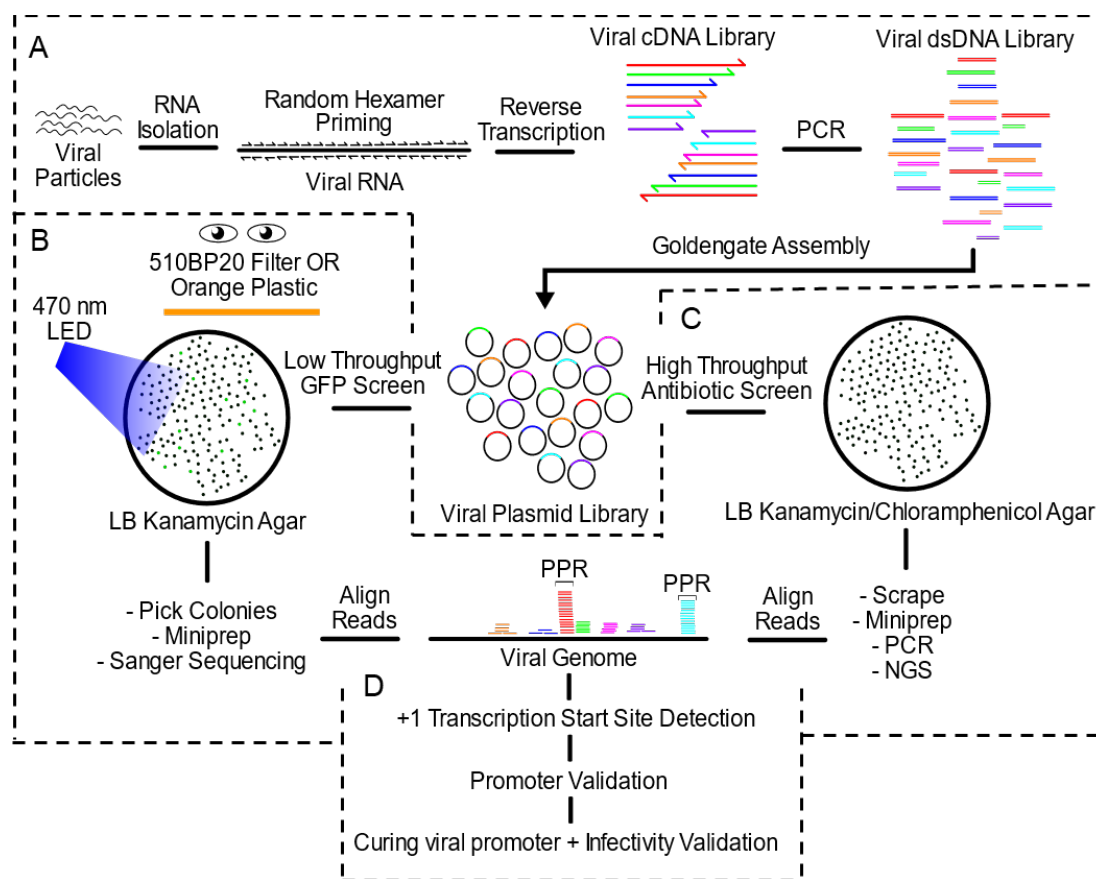 A
Viral
Particles
RNA
Isolation
Random Hexamer
Priming
Viral RNA
Reverse
Transcription
Viral cDNA Library
PCR
Viral dsDNA Library
Goldengate Assembly
B
510BP20 Filter OR
Orange Plastic
470 nm
LED
LB Kanamycin Agar
Low Throughput
GFP Screen
Viral Plasmid Library
High Throughput
Antibiotic Screen
C
LB Kanamycin/Chloramphenicol Agar
- Pick Colonies
- Miniprep
- Sanger Sequencing
Align
Reads
PPR
PPR
Viral Genome
Align
Reads
- Scrape
- Miniprep
- PCR
- NGS
D
+1 Transcription Start Site Detection
Promoter Validation
Curing viral promoter + Infectivity Validation